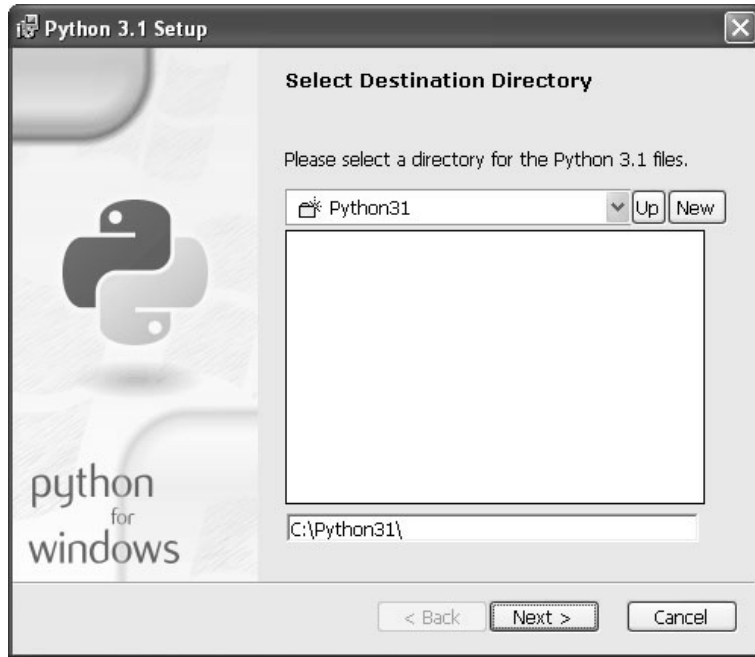 Python 3.1 Setup
Select Destination Directory
Please select a directory for the Python 3.1 files.
Python31
Up
New
C:\Python31\
python
for
windows
< Back
Next >
Cancel